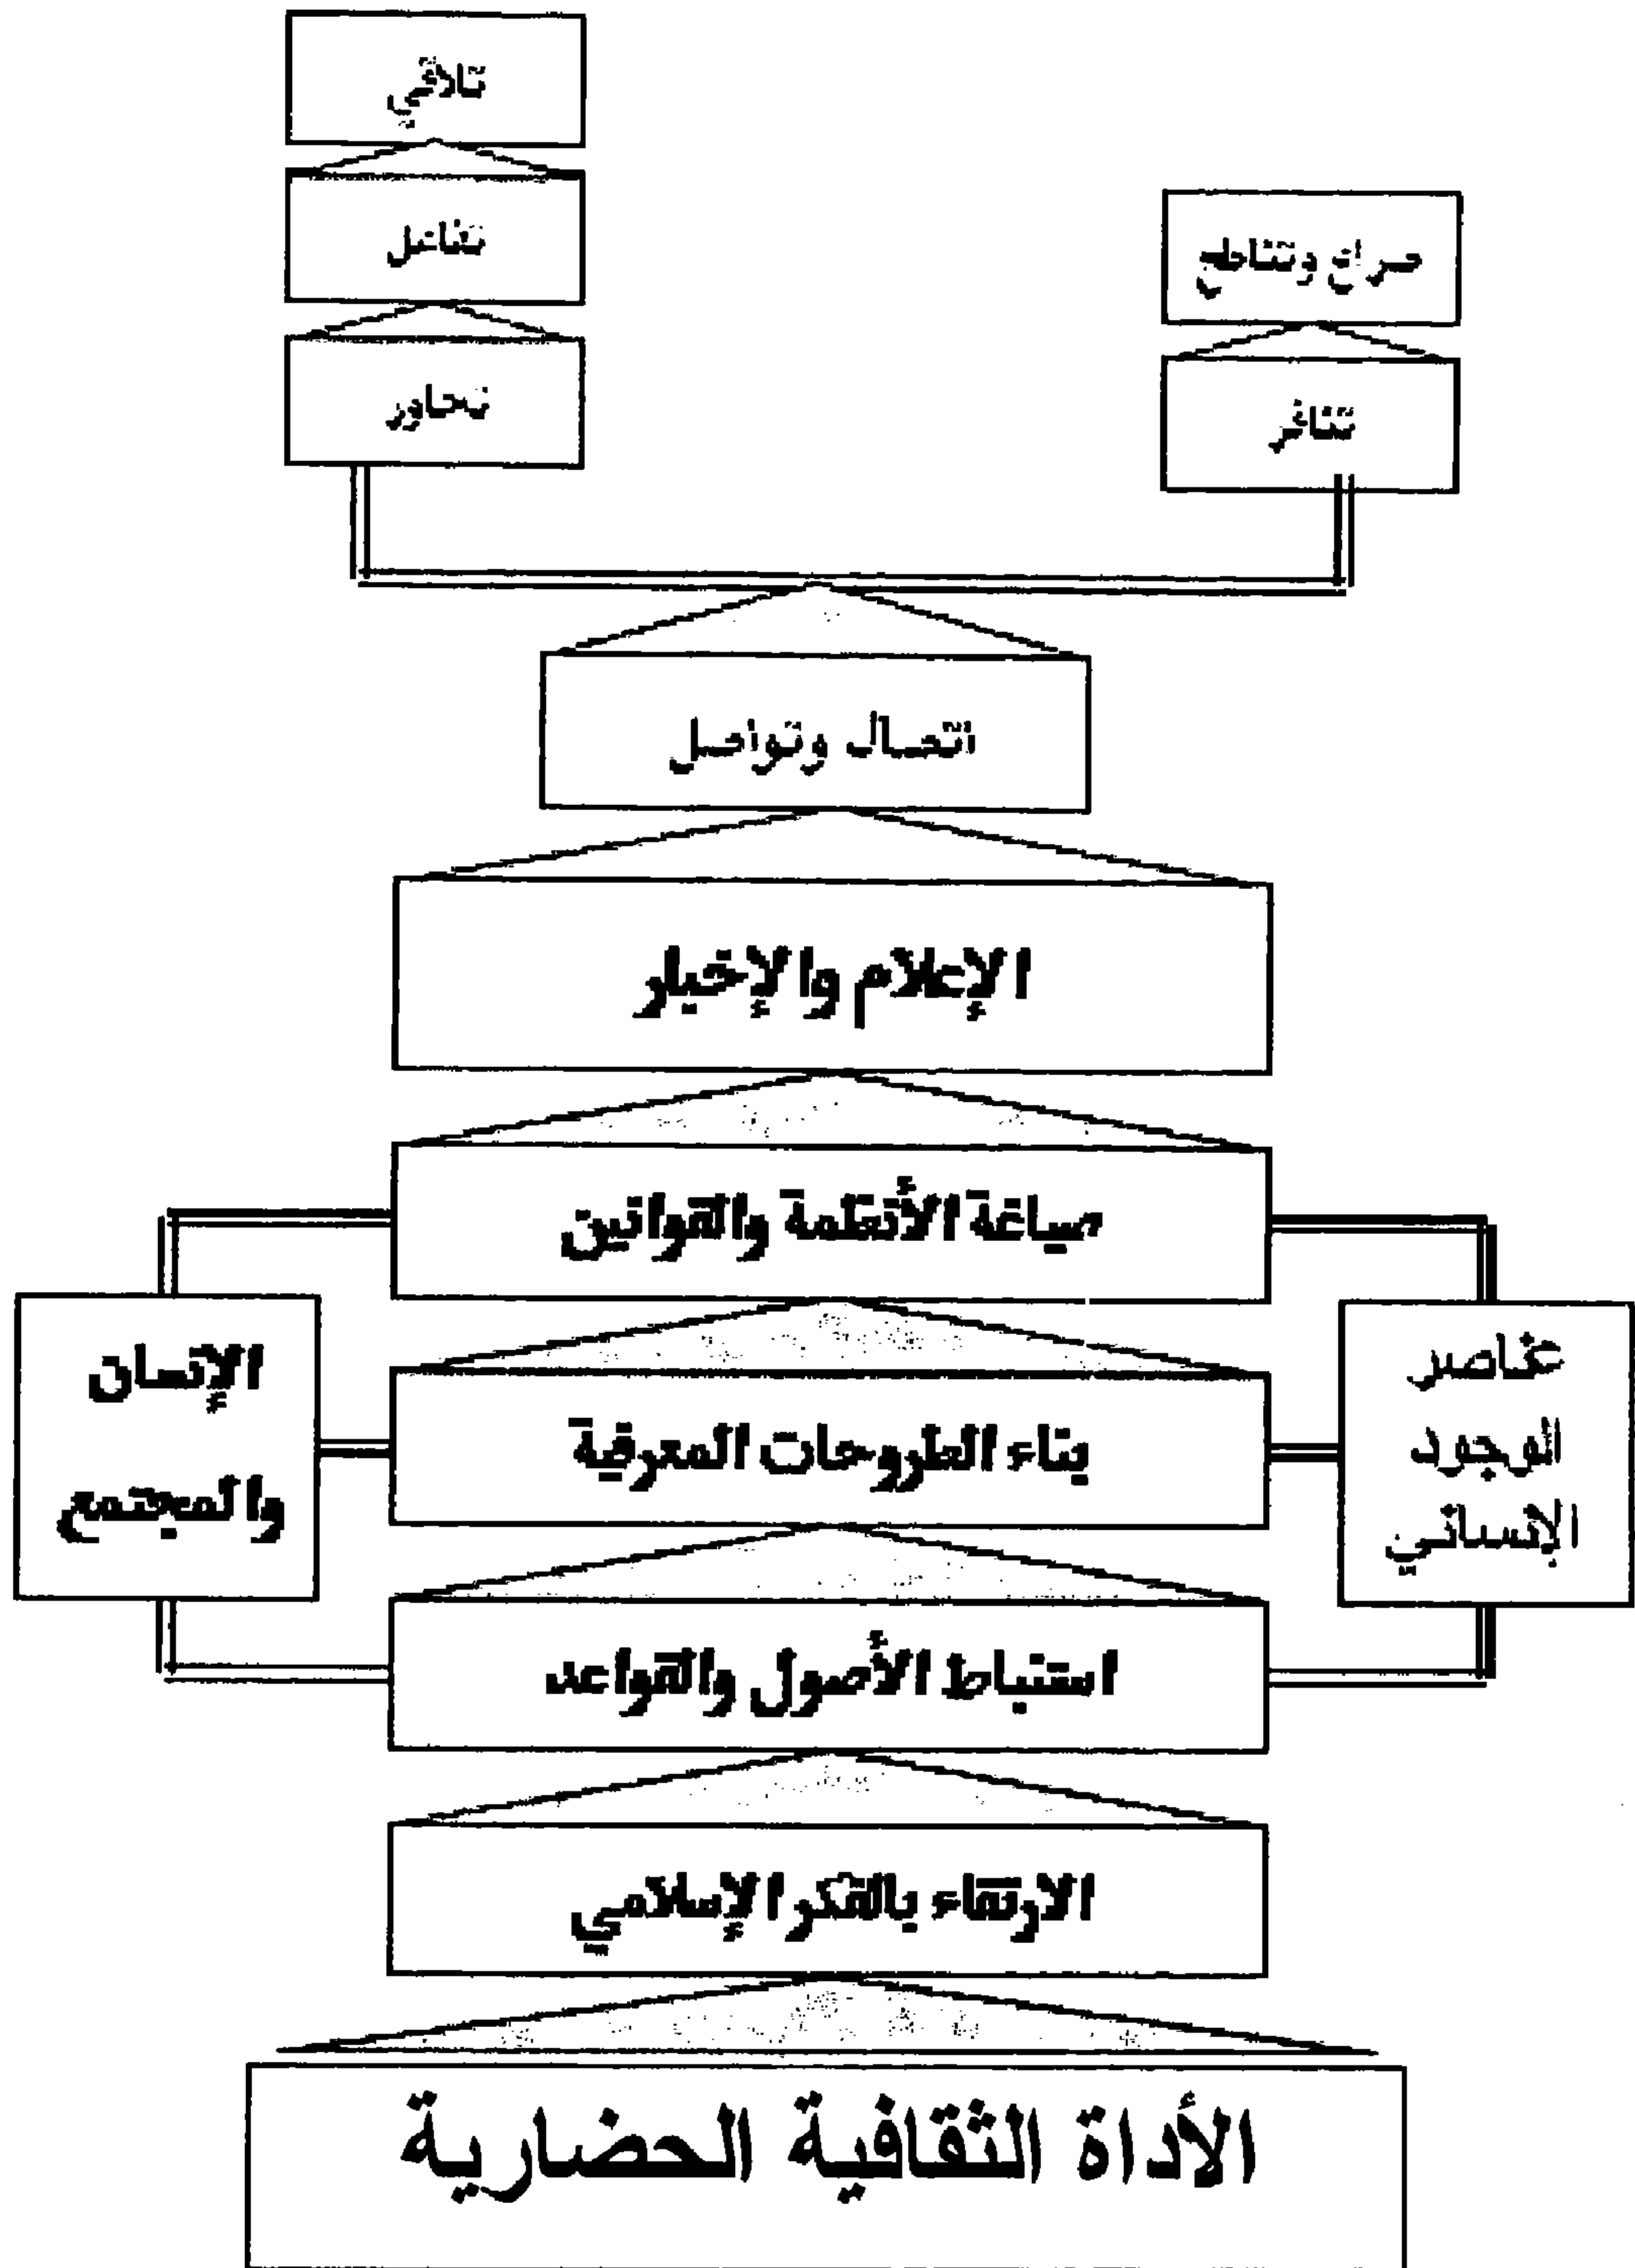 تلاقي
تفاعل
صراع وتقاطع
تحاور
تنافر
اتصال وتواصل
الإعلام والإخبار
صياغة الأنظمة والقوانين
الإنسان
والمجتمع
عناصر
الوجود
الإنساني
بناء الطروحات المعرفية
استنباط الأصول والقواعد
الارتقاء بالفكر الإسلامي
الأداة الثقافية الحضارية